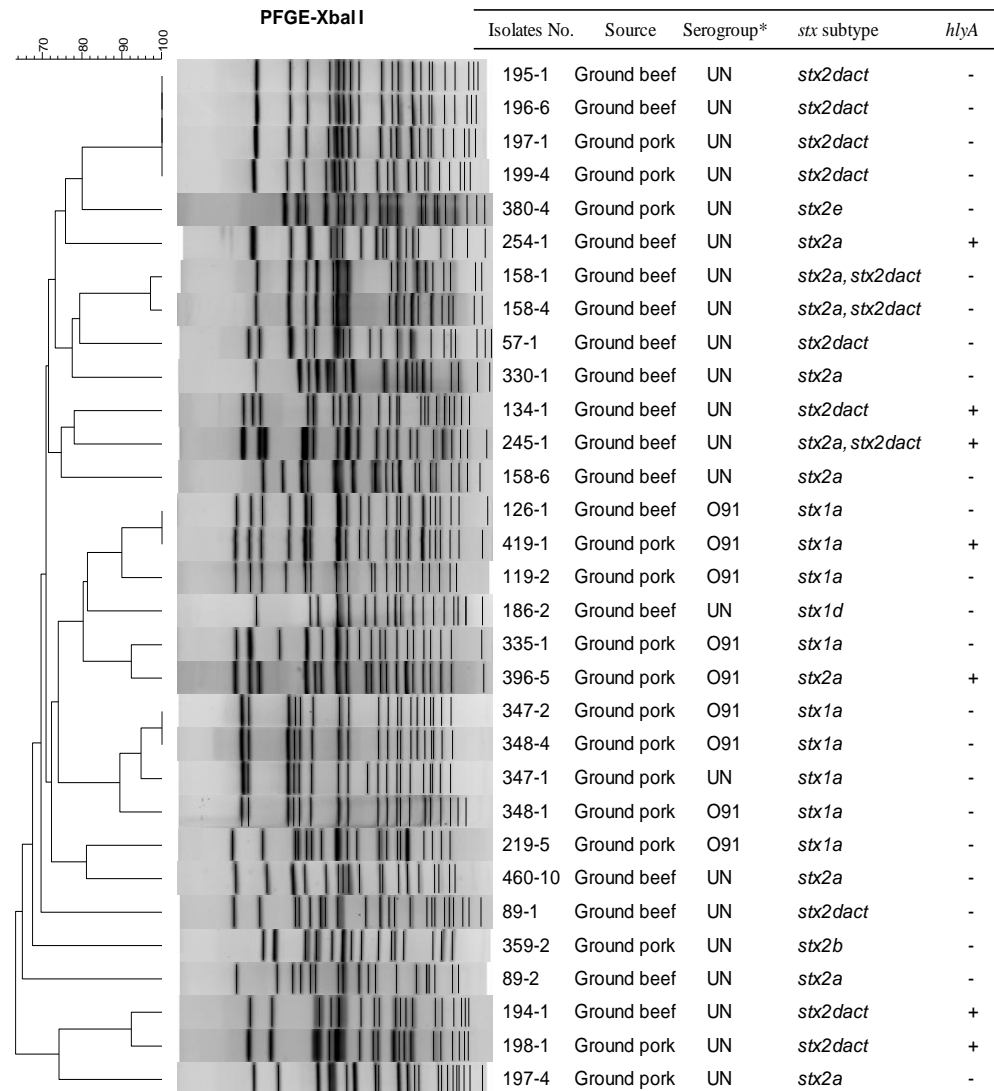 PFGE-XbaI I
70 80 90 100
Isolates No. Source Serogroup* stx subtype hlyA
195-1 Ground beef UN stx2dact -
196-6 Ground beef UN stx2dact -
197-1 Ground pork UN stx2dact -
199-4 Ground pork UN stx2dact -
380-4 Ground pork UN stx2e -
254-1 Ground beef UN stx2a +
158-1 Ground beef UN stx2a, stx2dact -
158-4 Ground beef UN stx2a, stx2dact -
57-1 Ground beef UN stx2dact -
330-1 Ground beef UN stx2a -
134-1 Ground beef UN stx2dact +
245-1 Ground beef UN stx2a, stx2dact +
158-6 Ground beef UN stx2a -
126-1 Ground beef O91 stx1a -
419-1 Ground pork O91 stx1a +
119-2 Ground pork O91 stx1a -
186-2 Ground beef UN stx1d -
335-1 Ground pork O91 stx1a -
396-5 Ground pork O91 stx2a +
347-2 Ground pork O91 stx1a -
348-4 Ground pork O91 stx1a -
347-1 Ground pork UN stx1a -
348-1 Ground pork O91 stx1a -
219-5 Ground pork O91 stx1a -
460-10 Ground beef UN stx2a -
89-1 Ground beef UN stx2dact -
359-2 Ground pork UN stx2b -
89-2 Ground beef UN stx2a -
194-1 Ground beef UN stx2dact +
198-1 Ground pork UN stx2dact +
197-4 Ground pork UN stx2a -